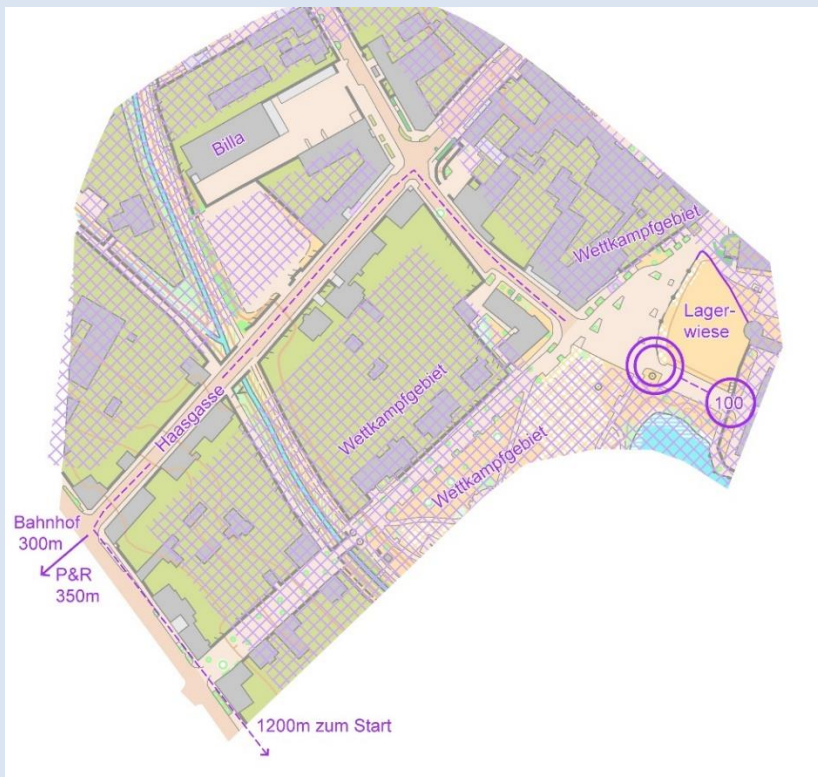 Billa
Wettkampfgebiet
Lager-
wiese
Haasgasse
Wettkampfgebiet
100
Wettkampfgebiet
Bahnhof
300m
P&R
350m
1200m zum Start